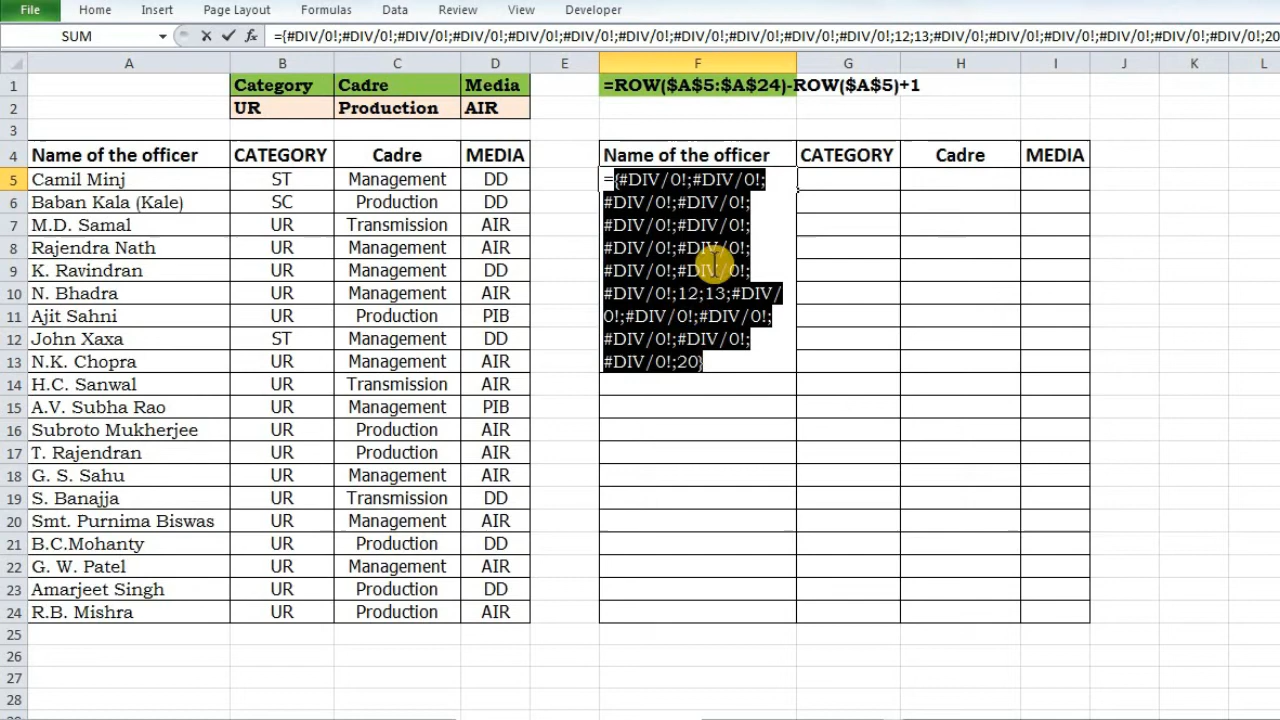 File Home Insert Page Layout Formulas Data Review View Developer
SUM fx ={#DIV/0!;#DIV/0!;#DIV/0!;#DIV/0!;#DIV/0!;#DIV/0!;#DIV/0!;#DIV/0!;#DIV/0!;#DIV/0!;#DIV/0!;12;13;#DIV/0!;#DIV/0!;#DIV/0!;#DIV/0!;#DIV/0!;#DIV/0!;20
A B C D E F G H I J K L
1 Category Cadre Media =ROW($A$5:$A$24)-ROW($A$5)+1
2 UR Production AIR
3
4 Name of the officer CATEGORY Cadre MEDIA Name of the officer CATEGORY Cadre MEDIA
5 Camil Minj ST Management DD ={#DIV/0!;#DIV/0!;
6 Baban Kala (Kale) SC Production DD #DIV/0!;#DIV/0!;
7 M.D. Samal UR Transmission AIR #DIV/0!;#DIV/0!;
8 Rajendra Nath UR Management AIR #DIV/0!;#DIV/0!;
9 K. Ravindran UR Management DD #DIV/0!;#DIV/0!;
10 N. Bhadra UR Management AIR #DIV/0!;12;13;#DIV/
11 Ajit Sahni UR Production PIB 0!;#DIV/0!;#DIV/0!;
12 John Xaxa ST Management DD #DIV/0!;#DIV/0!;
13 N.K. Chopra UR Production AIR #DIV/0!;20}
14 H.C. Sanwal UR Transmission AIR
15 A.V. Subha Rao UR Management PIB
16 Subroto Mukherjee UR Production AIR
17 T. Rajendran UR Production AIR
18 G. S. Sahu UR Management AIR
19 S. Banajja UR Transmission DD
20 Smt. Purnima Biswas UR Management AIR
21 B.C.Mohanty UR Production DD
22 G. W. Patel UR Management AIR
23 Amarjeet Singh UR Production DD
24 R.B. Mishra UR Production AIR
25
26
27
28